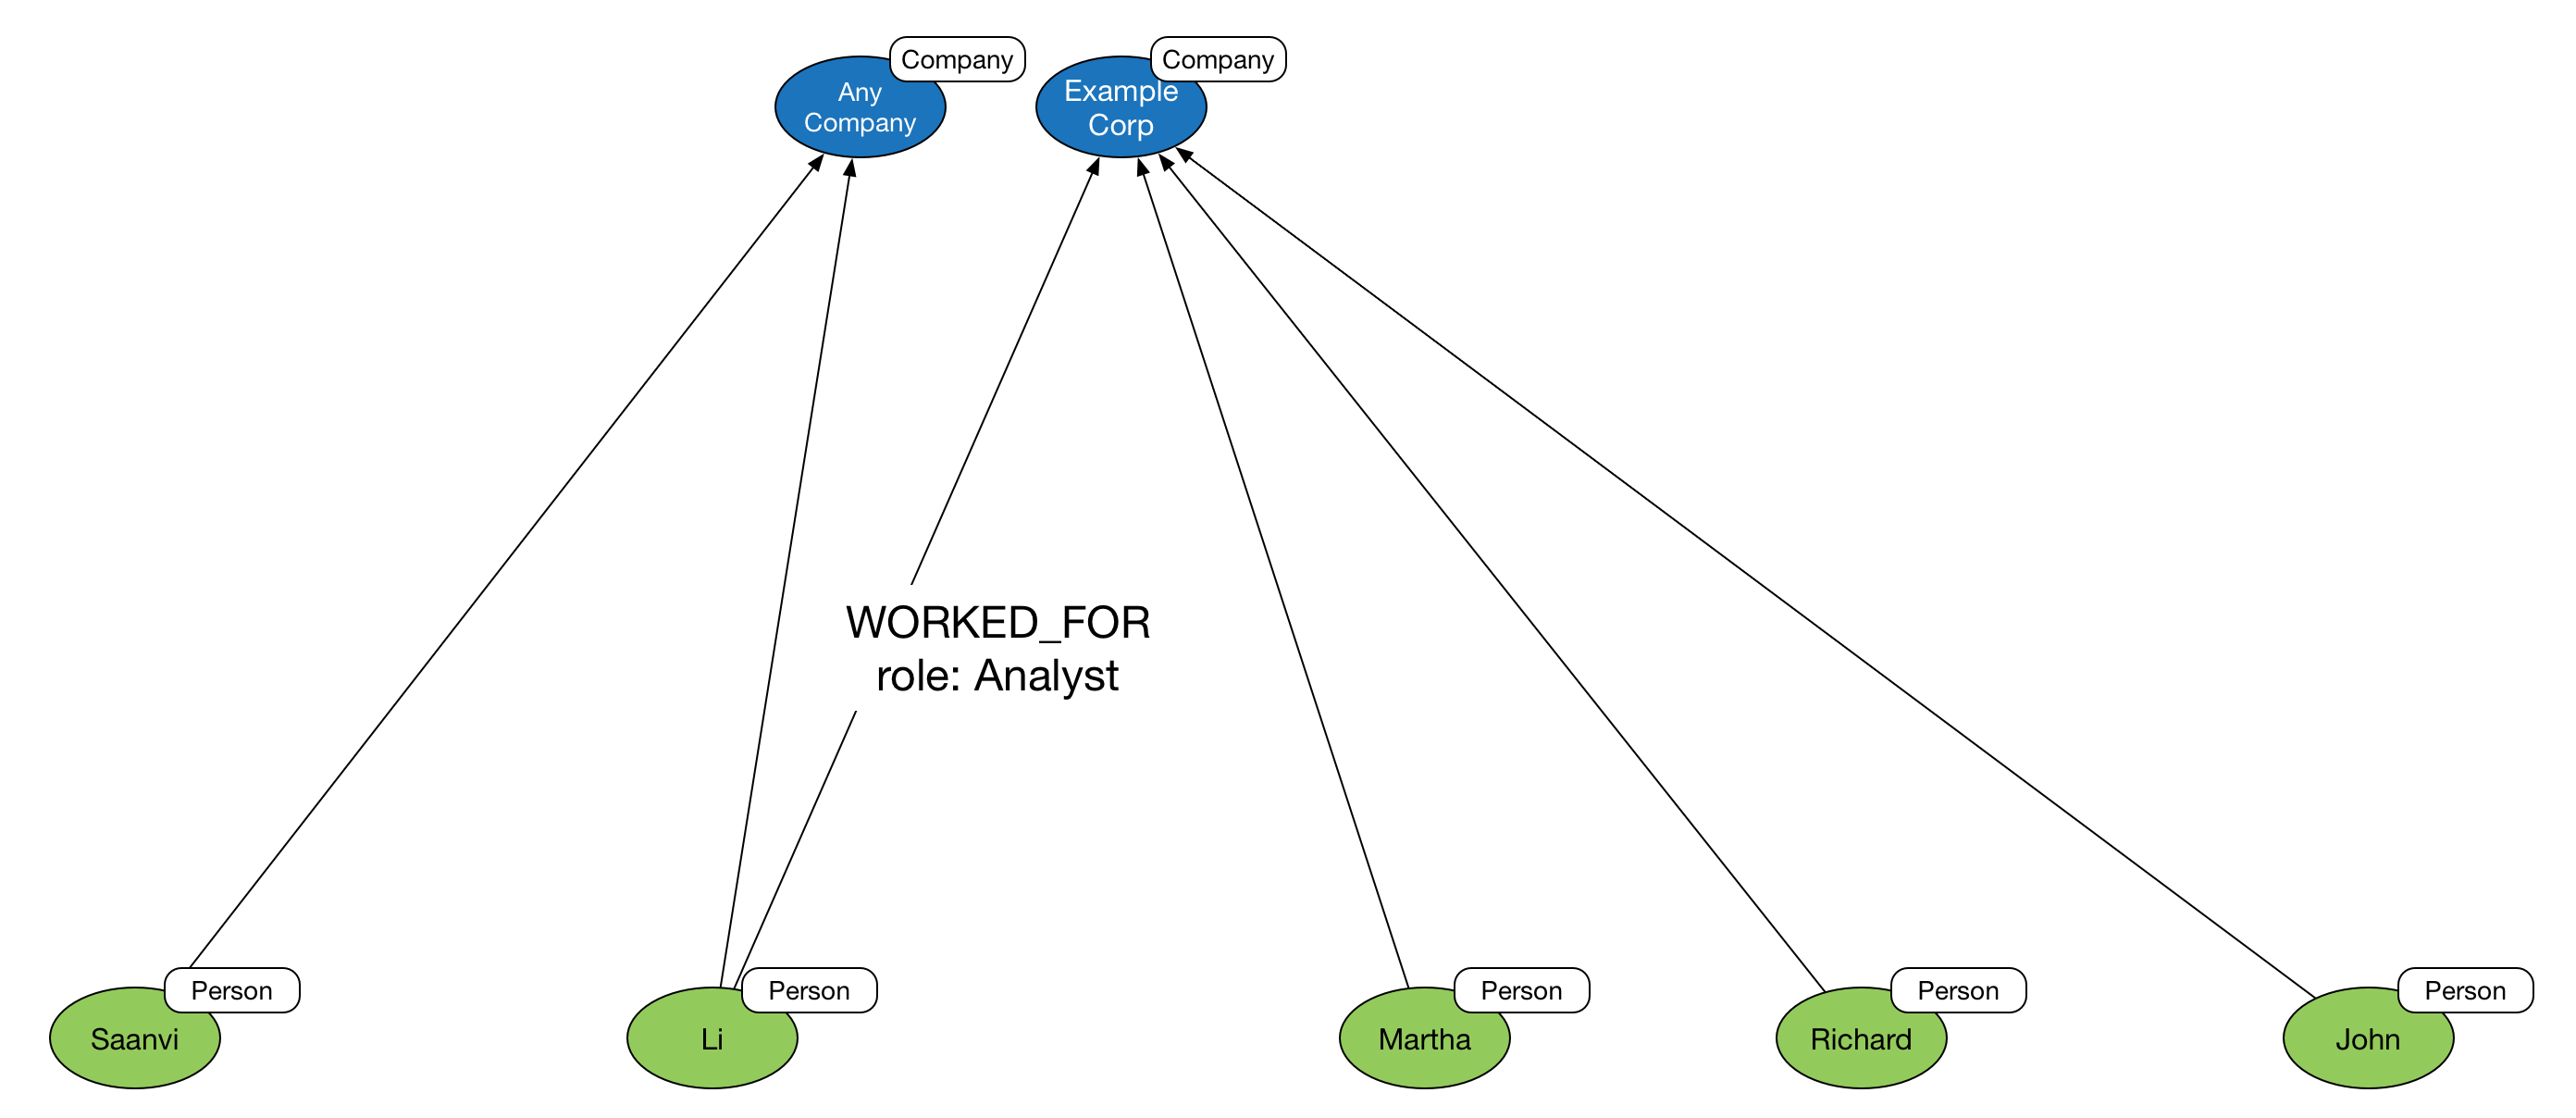 Company
Any
Company
Company
Example
Corp
WORKED_FOR
role: Analyst
Person
Saanvi
Person
Li
Person
Martha
Person
Richard
Person
John